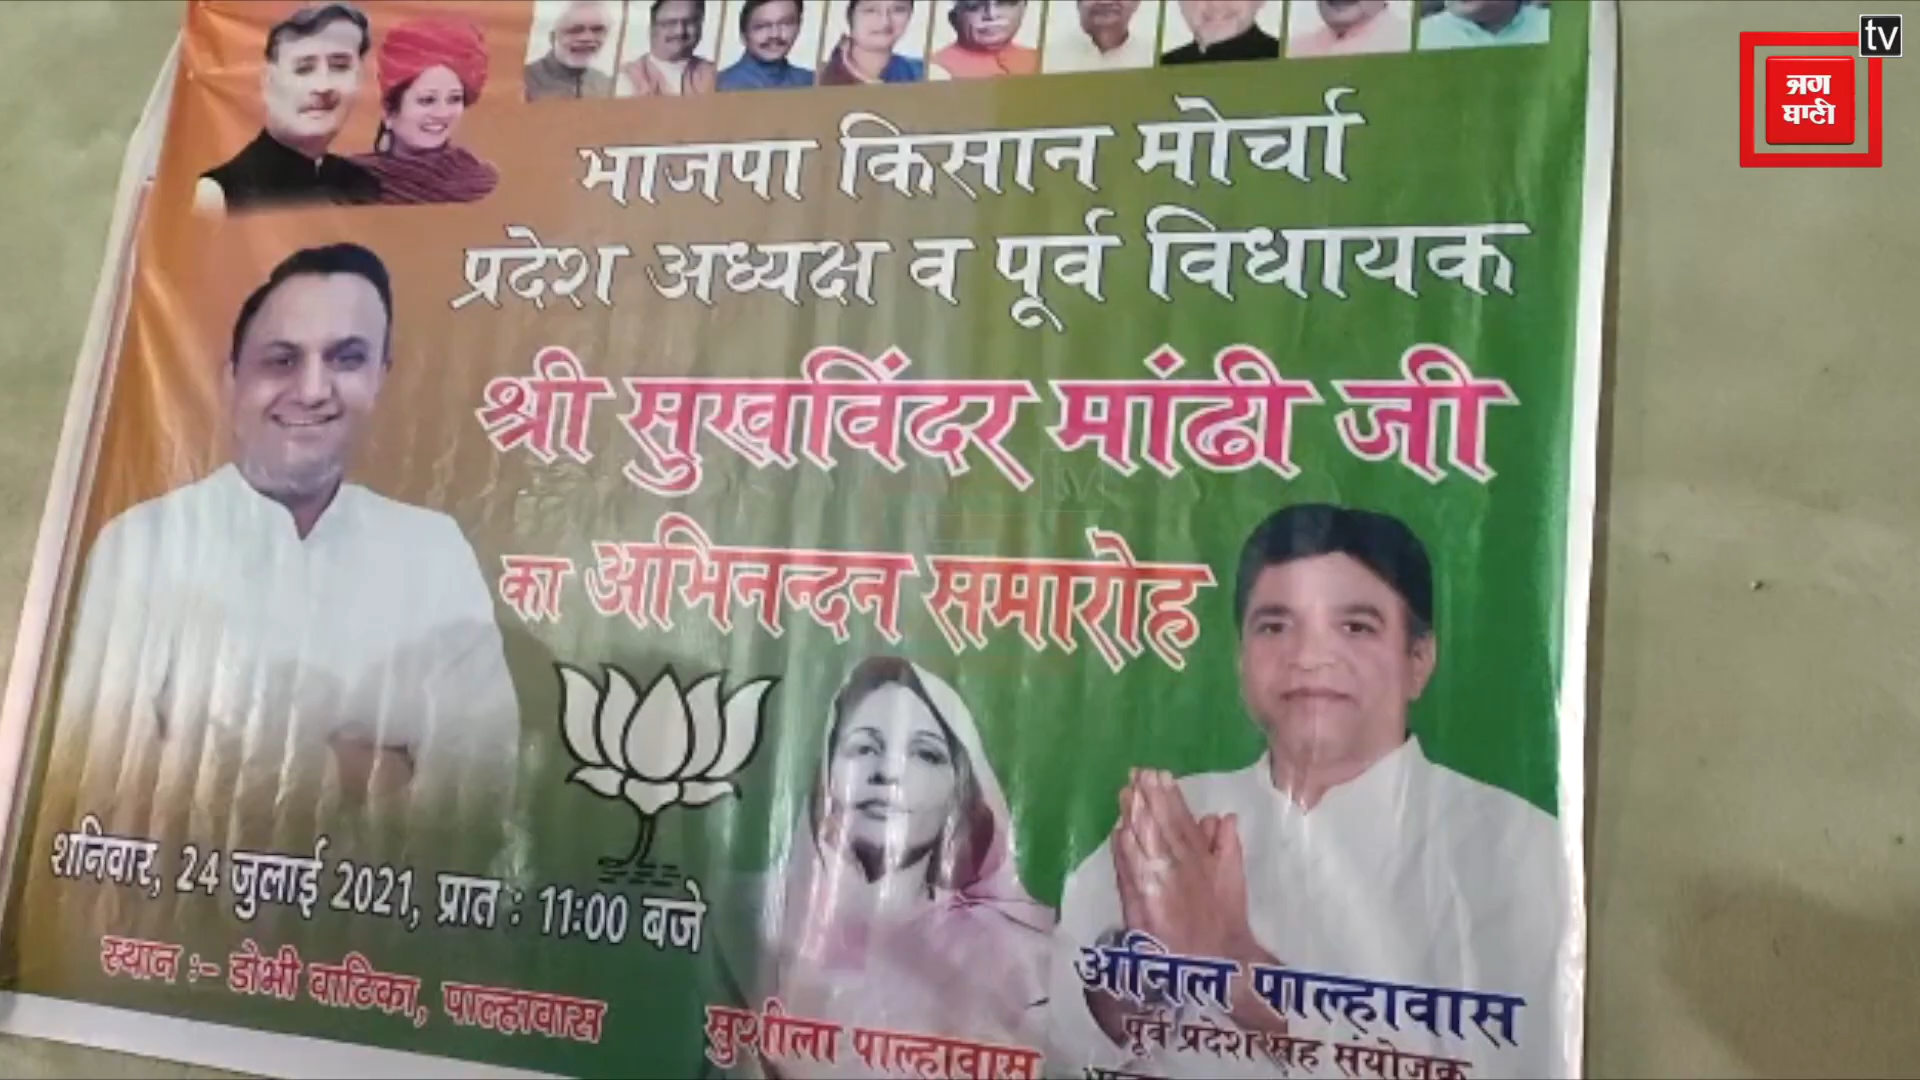 tv
ਜਗ
ਬਾਣੀ
भाजपा किसान मोर्चा
प्रदेश अध्यक्ष व पूर्व विधायक
श्री सुखविंदर मांढी जी
का अभिनन्दन समारोह
शनिवार, 24 जुलाई 2021, प्रात : 11:00 बजे
स्थान :- डोभी वाटिका, पाल्हावास
सुशीला पाल्हावास
अनिल पाल्हावास
पूर्व प्रदेश सह संयोजक